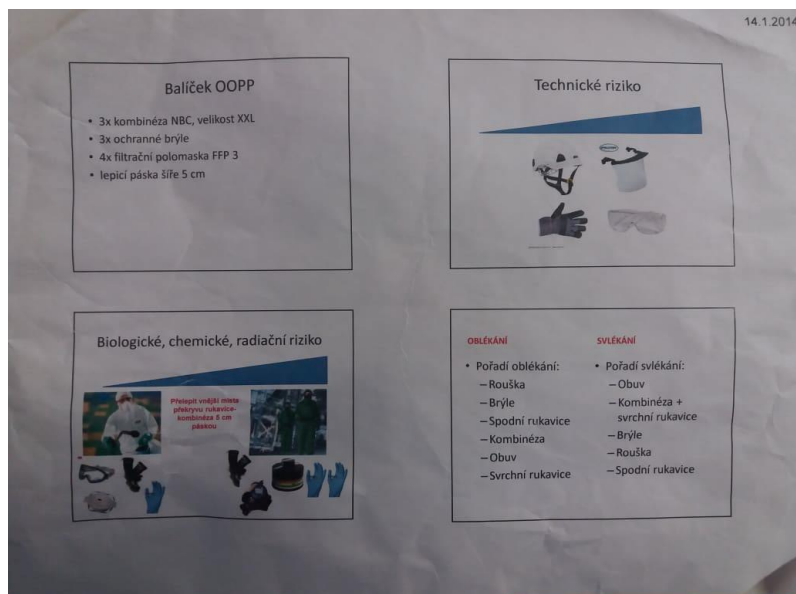 14.1.2014
Balíček OOPP
• 3x kombinéza NBC, velikost XXL
• 3x ochranné brýle
• 4x filtrační polomaska FFP 3
• lepicí páska šíře 5 cm
Technické riziko
Biologické, chemické, radiační riziko
Přelepit vnější místa
překryvu rukavice-
kombinéza 5 cm
páskou
OBLÉKÁNÍ
• Pořadí oblékání:
–Rouška
–Brýle
–Spodní rukavice
–Kombinéza
–Obuv
–Svrchní rukavice
SVLÉKÁNÍ
• Pořadí svlékání:
–Obuv
–Kombinéza +
svrchní rukavice
–Brýle
–Rouška
–Spodní rukavice